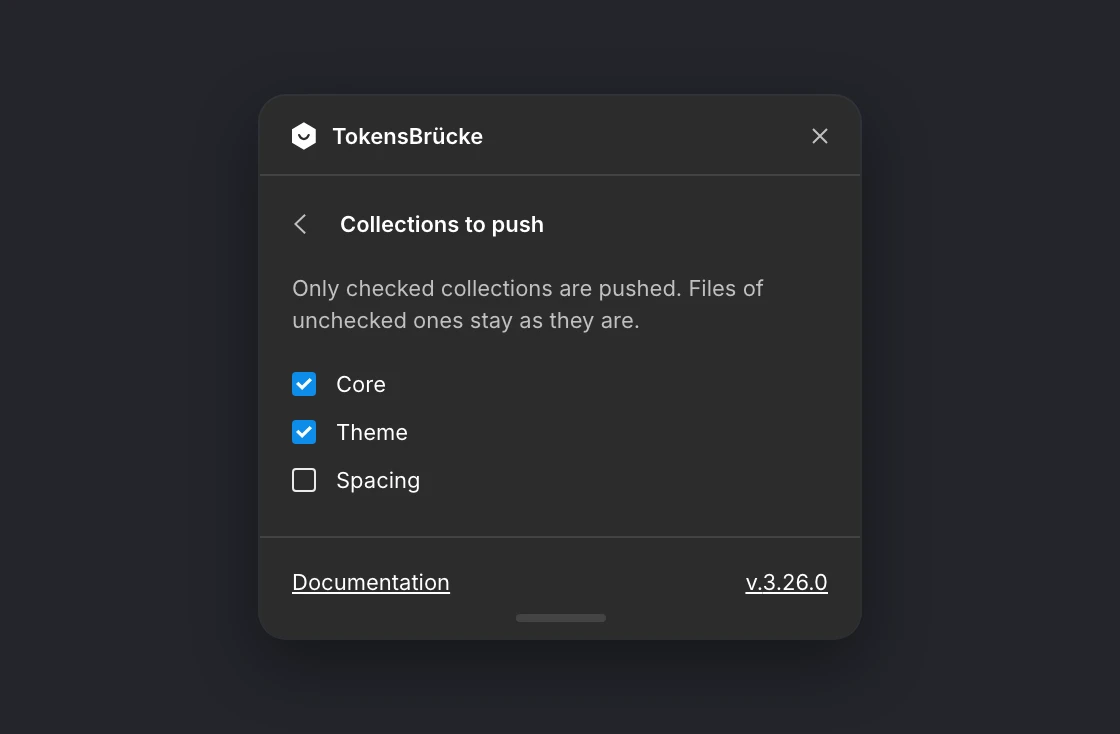 TokensBrücke
Collections to push
Only checked collections are pushed. Files of
unchecked ones stay as they are.
Core
Theme
Spacing
Documentation
v.3.26.0